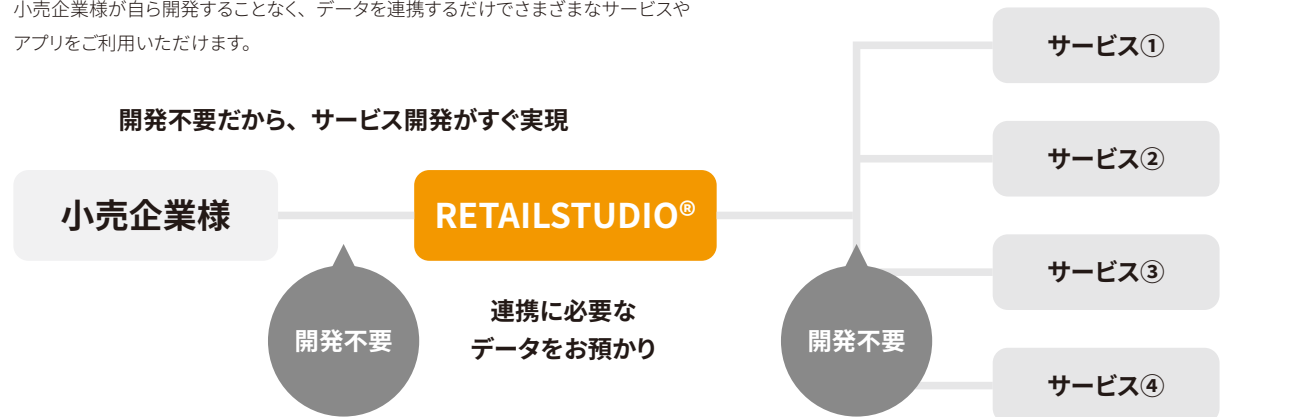 小売企業様が自ら開発することなく、データを連携するだけでさまざまなサービスや
アプリをご利用いただけます。
開発不要だから、サービス開発がすぐ実現
小売企業様
RETAILSTUDIO®
開発不要
連携に必要な
データをお預かり
開発不要
サービス①
サービス②
サービス③
サービス④